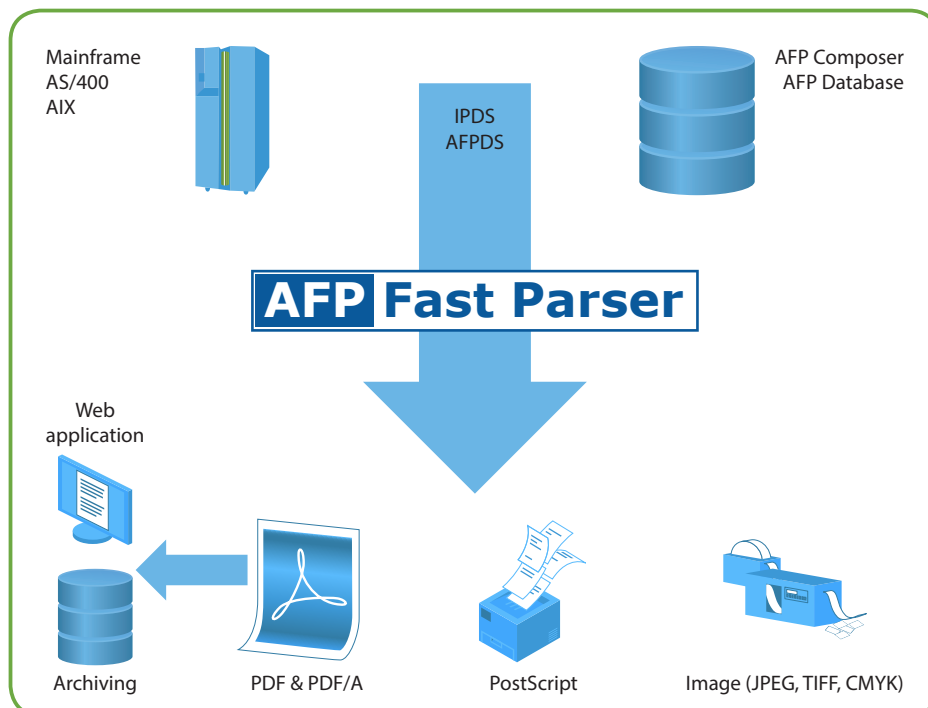 Mainframe
AS/400
AIX
AFP Composer
AFP Database
IPDS
AFPDS
AFP Fast Parser
Web
application
Archiving
PDF & PDF/A
PostScript
Image (JPEG, TIFF, CMYK)